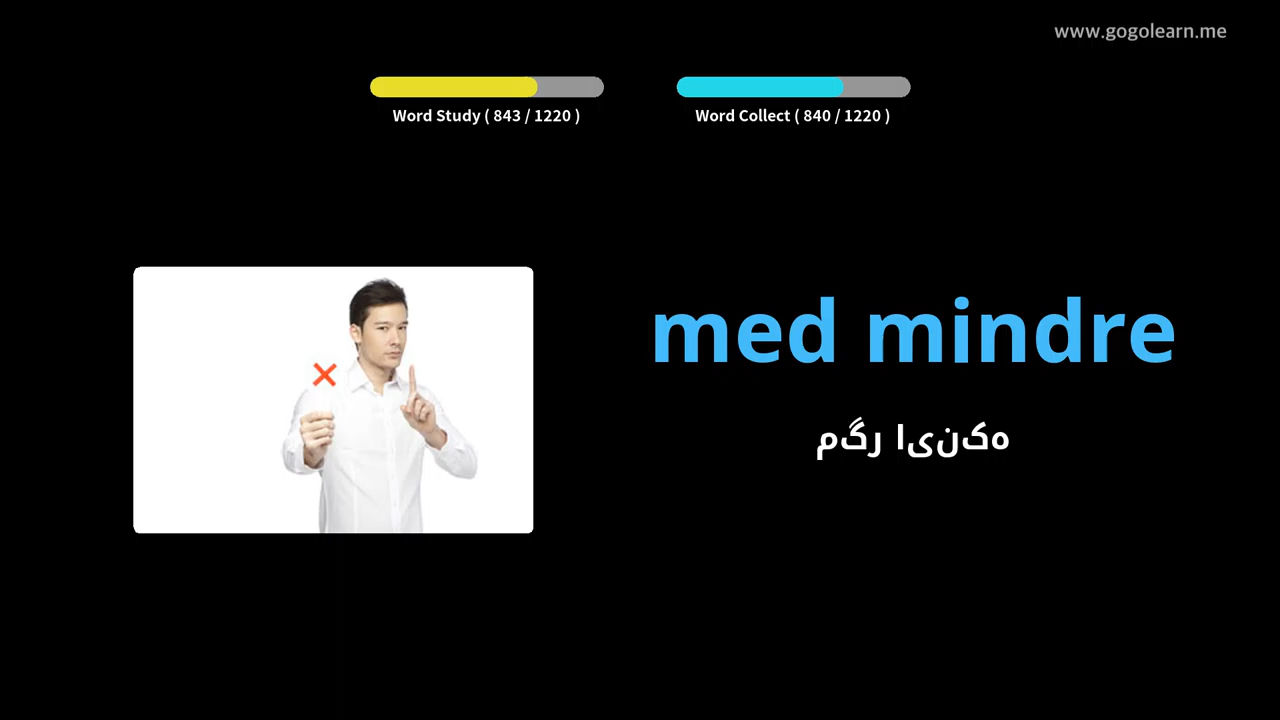 www.gogolearn.me
Word Study ( 843 / 1220 )
Word Collect ( 840 / 1220 )
med mindre
مگر اینکه